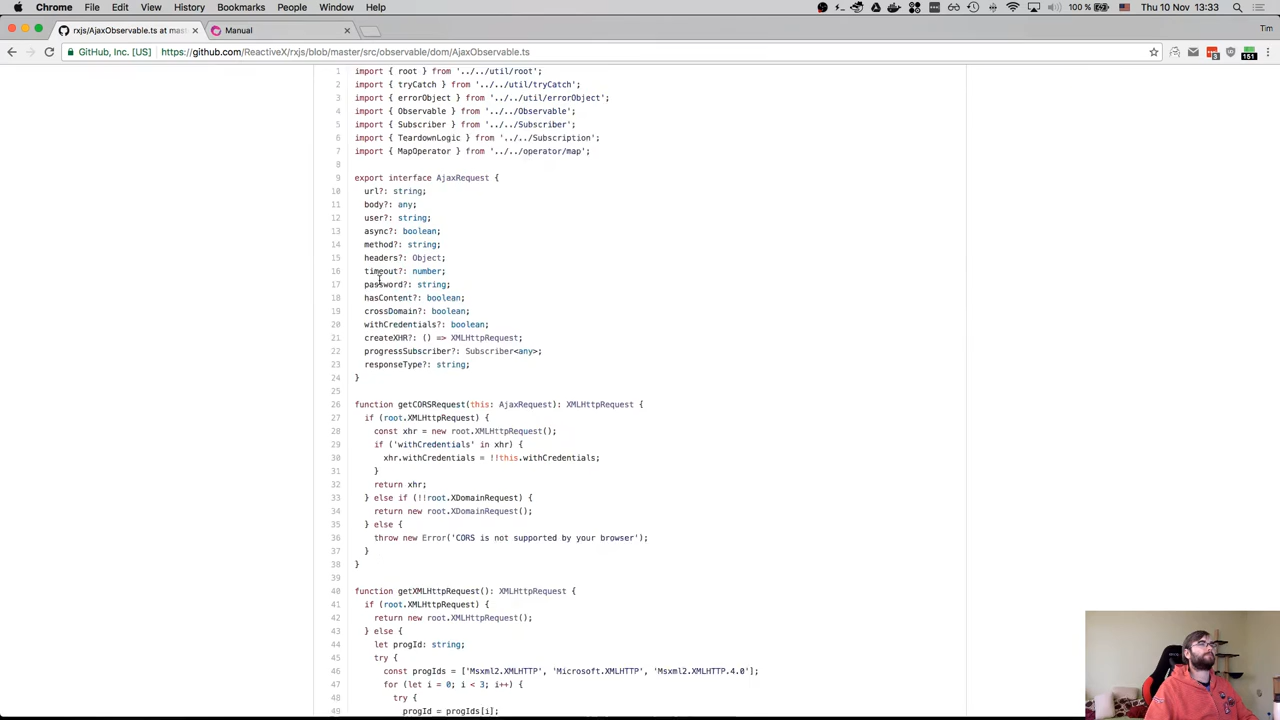 Chrome File Edit View History Bookmarks People Window Help 100 % Thu 10 Nov 13:33
rxjs/AjaxObservable.ts at mas Manual Tim
GitHub, Inc. [US] https://github.com/ReactiveX/rxjs/blob/master/src/observable/dom/AjaxObservable.ts 3 151
1 import { root } from '../../util/root';
2 import { tryCatch } from '../../util/tryCatch';
3 import { errorObject } from '../../util/errorObject';
4 import { Observable } from '../../Observable';
5 import { Subscriber } from '../../Subscriber';
6 import { TeardownLogic } from '../../Subscription';
7 import { MapOperator } from '../../operator/map';
8
9 export interface AjaxRequest {
10 url?: string;
11 body?: any;
12 user?: string;
13 async?: boolean;
14 method?: string;
15 headers?: Object;
16 timeout?: number;
17 password?: string;
18 hasContent?: boolean;
19 crossDomain?: boolean;
20 withCredentials?: boolean;
21 createXHR?: () => XMLHttpRequest;
22 progressSubscriber?: Subscriber<any>;
23 responseType?: string;
24 }
25
26 function getCORSRequest(this: AjaxRequest): XMLHttpRequest {
27 if (root.XMLHttpRequest) {
28 const xhr = new root.XMLHttpRequest();
29 if ('withCredentials' in xhr) {
30 xhr.withCredentials = !!this.withCredentials;
31 }
32 return xhr;
33 } else if (!!root.XDomainRequest) {
34 return new root.XDomainRequest();
35 } else {
36 throw new Error('CORS is not supported by your browser');
37 }
38 }
39
40 function getXMLHttpRequest(): XMLHttpRequest {
41 if (root.XMLHttpRequest) {
42 return new root.XMLHttpRequest();
43 } else {
44 let progId: string;
45 try {
46 const progIds = ['Msxml2.XMLHTTP', 'Microsoft.XMLHTTP', 'Msxml2.XMLHTTP.4.0'];
47 for (let i = 0; i < 3; i++) {
48 try {
49 progId = progIds[i];